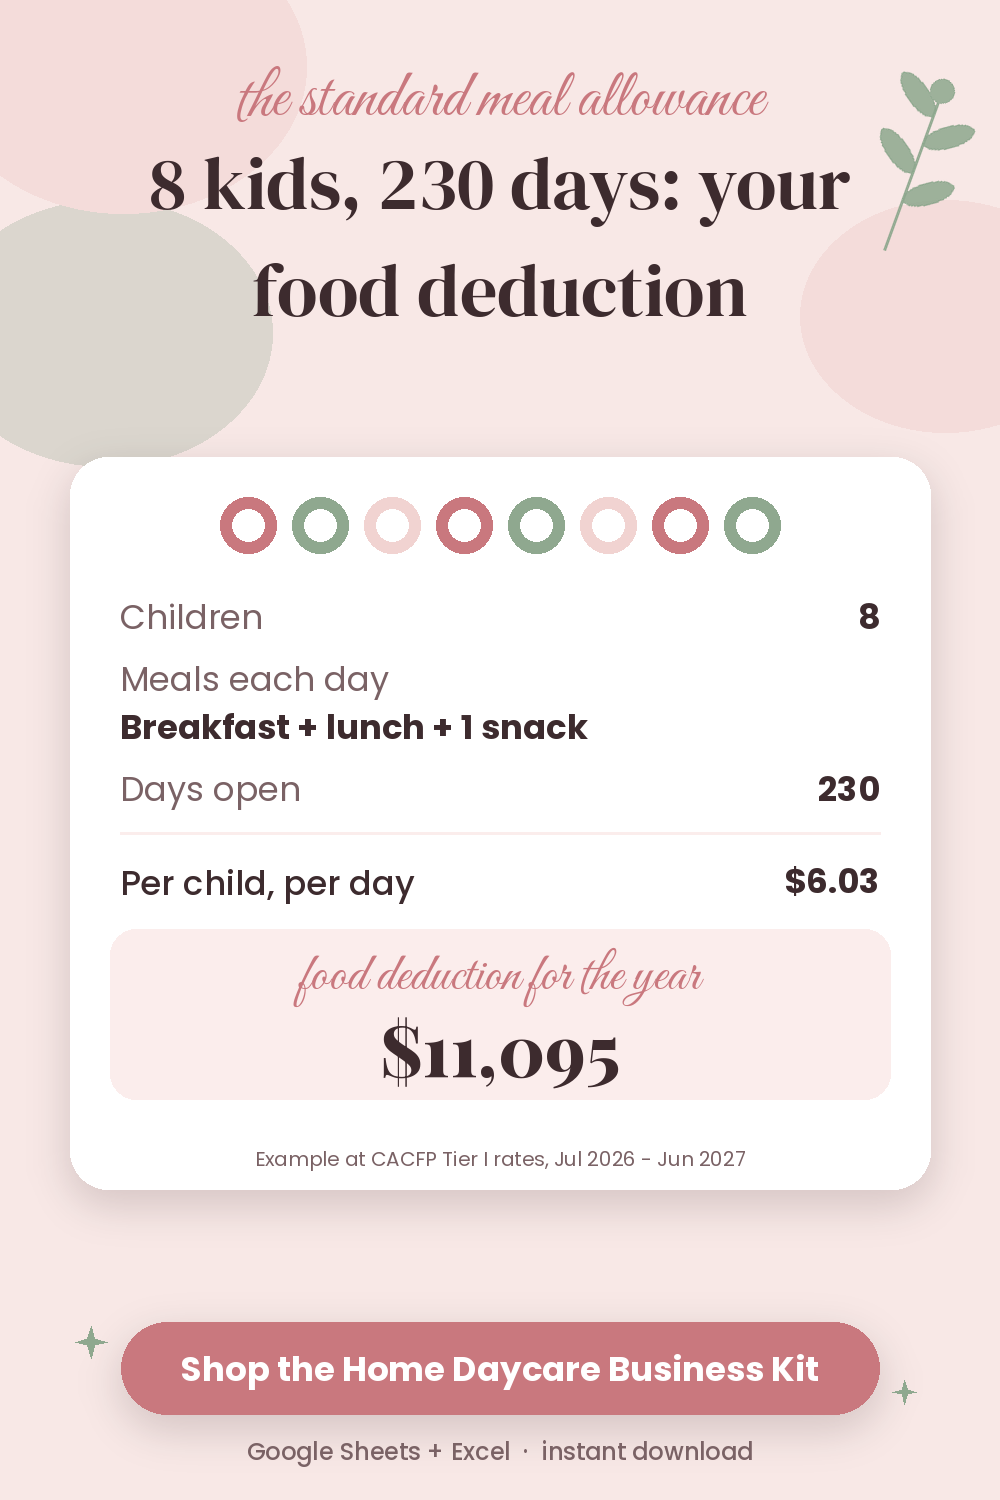 the standard meal allowance
8 kids, 230 days: your
food deduction
Children 8
Meals each day
Breakfast + lunch + 1 snack
Days open 230
Per child, per day $6.03
food deduction for the year
$11,095
Example at CACFP Tier I rates, Jul 2026 - Jun 2027
Shop the Home Daycare Business Kit
Google Sheets + Excel · instant download